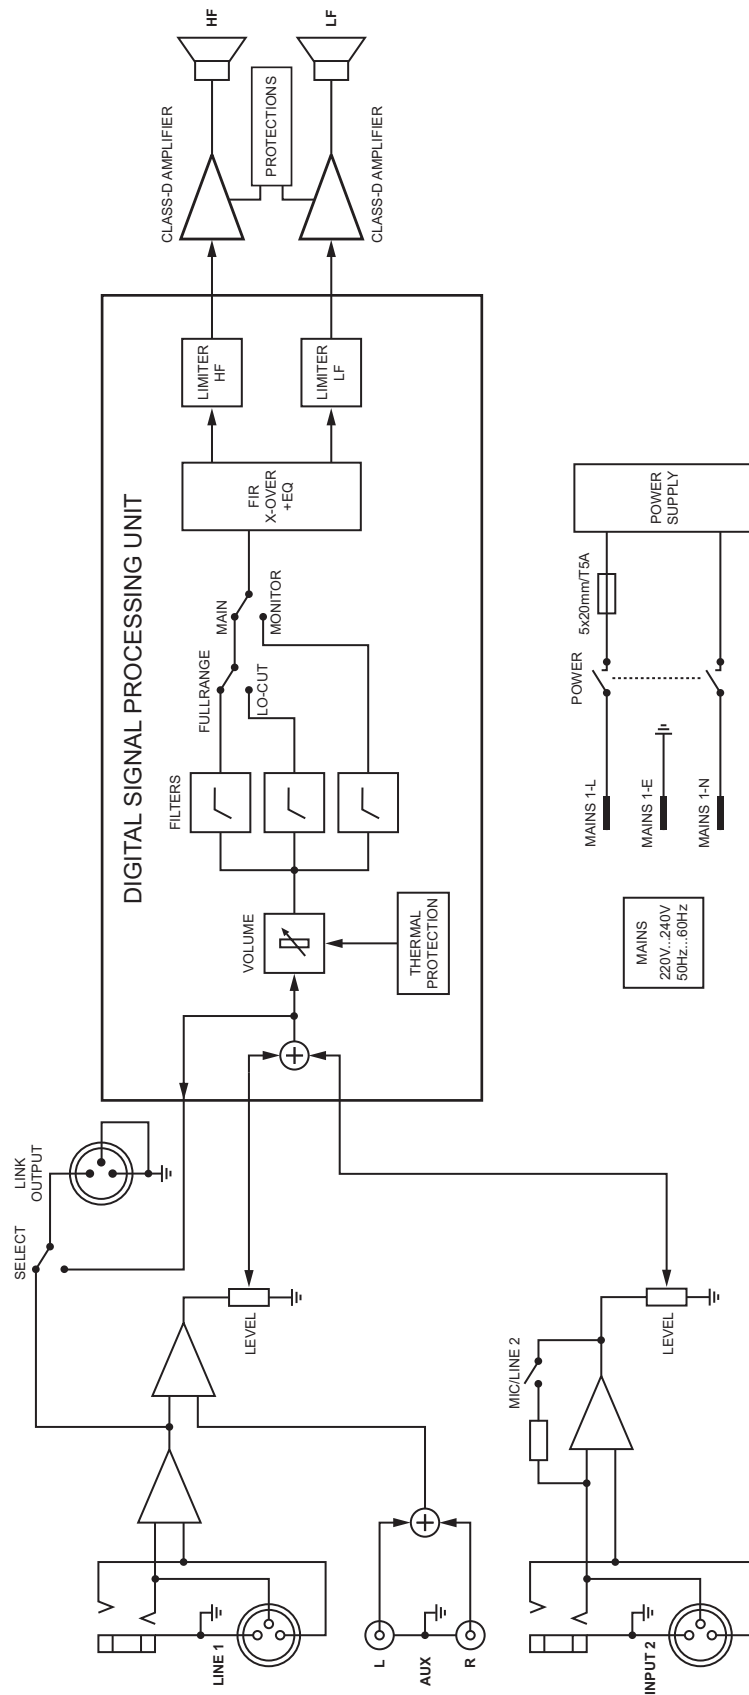 LINE 1
L
AUX
R
INPUT 2
SELECT
LINK
OUTPUT
LEVEL
MIC/LINE 2
LEVEL
DIGITAL SIGNAL PROCESSING UNIT
VOLUME
THERMAL
PROTECTION
FILTERS
FULLRANGE
LO-CUT
MAIN
MONITOR
FIR
X-OVER
+EQ
LIMITER
HF
LIMITER
LF
CLASS-D AMPLIFIER
PROTECTIONS
CLASS-D AMPLIFIER
HF
LF
MAINS
220V...240V
50Hz...60Hz
MAINS 1-L
MAINS 1-E
MAINS 1-N
POWER
5x20mm/T5A
POWER
SUPPLY